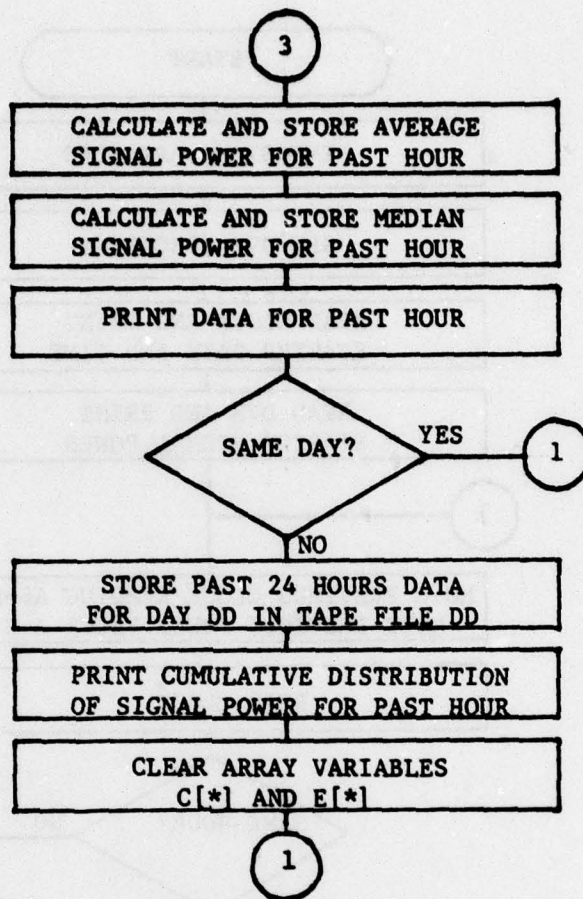 3
CALCULATE AND STORE AVERAGE
SIGNAL POWER FOR PAST HOUR
CALCULATE AND STORE MEDIAN
SIGNAL POWER FOR PAST HOUR
PRINT DATA FOR PAST HOUR
SAME DAY?
YES
1
NO
STORE PAST 24 HOURS DATA
FOR DAY DD IN TAPE FILE DD
PRINT CUMULATIVE DISTRIBUTION
OF SIGNAL POWER FOR PAST HOUR
CLEAR ARRAY VARIABLES
C[*] AND E[*]
1